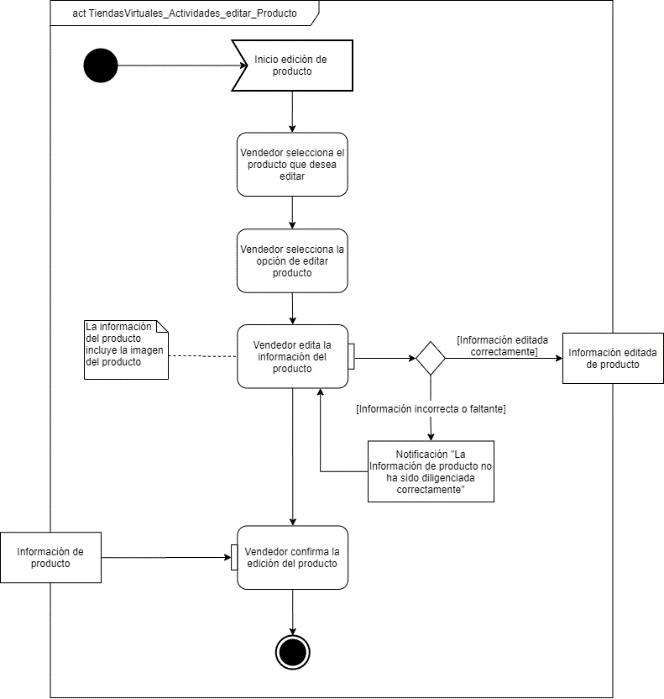 act TiendasVirtuales_Actividades_editar_Producto
Inicio edición de
producto
Vendedor selecciona el
producto que desea
editar
Vendedor selecciona la
opción de editar
producto
La información
del producto
incluye la imagen
del producto
Vendedor edita la
información del
producto
[Información editada
correctamente]
Información editada
de producto
[Información incorrecta o faltante]
Notificación "La
Información de producto no
ha sido diligenciada
correctamente"
Información de
producto
Vendedor confirma la
edición del producto